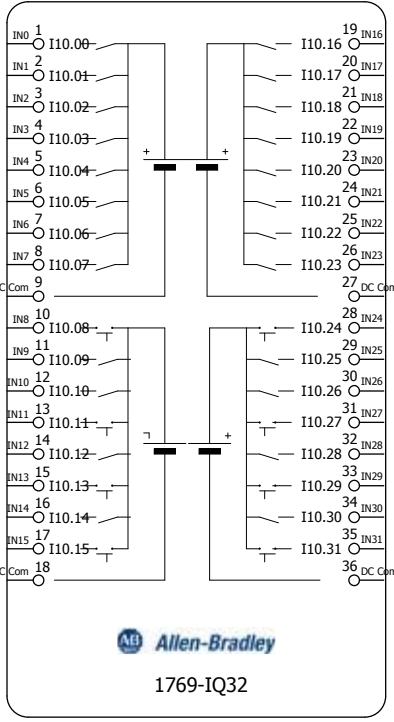 IN0 1 I10.00 I10.16 19 IN16
IN1 2 I10.01 I10.17 20 IN17
IN2 3 I10.02 I10.18 21 IN18
IN3 4 I10.03 I10.19 22 IN19
IN4 5 I10.04 + + I10.20 23 IN20
IN5 6 I10.05 I10.21 24 IN21
IN6 7 I10.06 I10.22 25 IN22
IN7 8 I10.07 I10.23 26 IN23
C Com 9 27 DC Com
IN8 10 I10.08 I10.24 28 IN24
IN9 11 I10.09 I10.25 29 IN25
IN10 12 I10.10 I10.26 30 IN26
IN11 13 I10.11 I10.27 31 IN27
IN12 14 I10.12 + I10.28 32 IN28
IN13 15 I10.13 I10.29 33 IN29
IN14 16 I10.14 I10.30 34 IN30
IN15 17 I10.15 I10.31 35 IN31
C Com 18 36 DC Com
AB Allen-Bradley
1769-IQ32